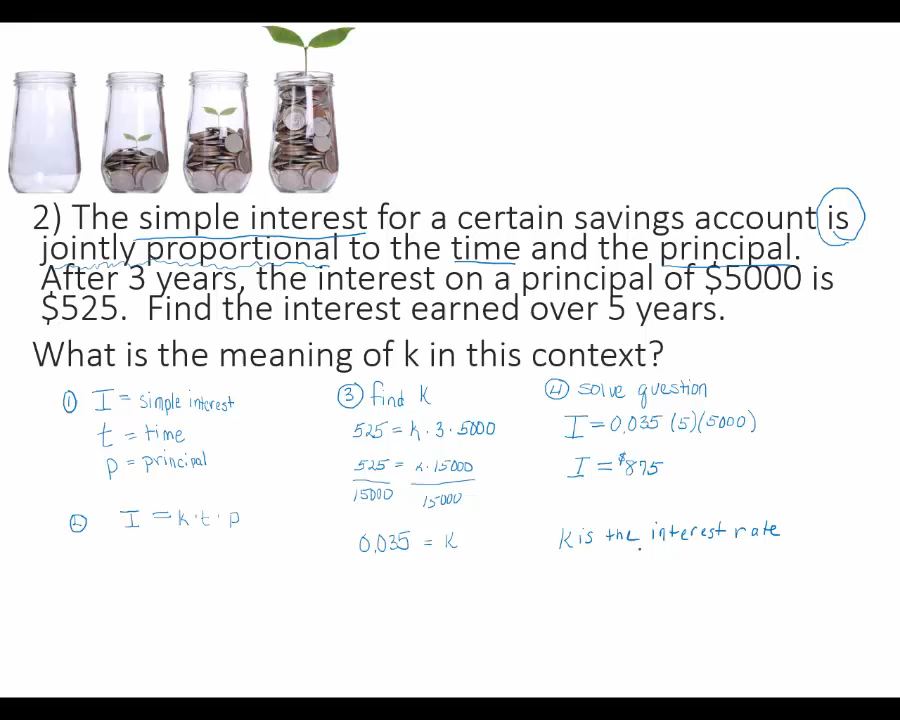 2) The simple interest for a certain savings account is
jointly proportional to the time and the principal.
After 3 years, the interest on a principal of $5000 is
$525. Find the interest earned over 5 years.
What is the meaning of k in this context?
① I = simple interest
t = time
p = principal
② I = k·t·p
③ find K
525 = k·3·5000
525 = k·15000
15000 15000
0.035 = K
④ solve question
I = 0.035 (5)(5000)
I = $875
K is the interest rate